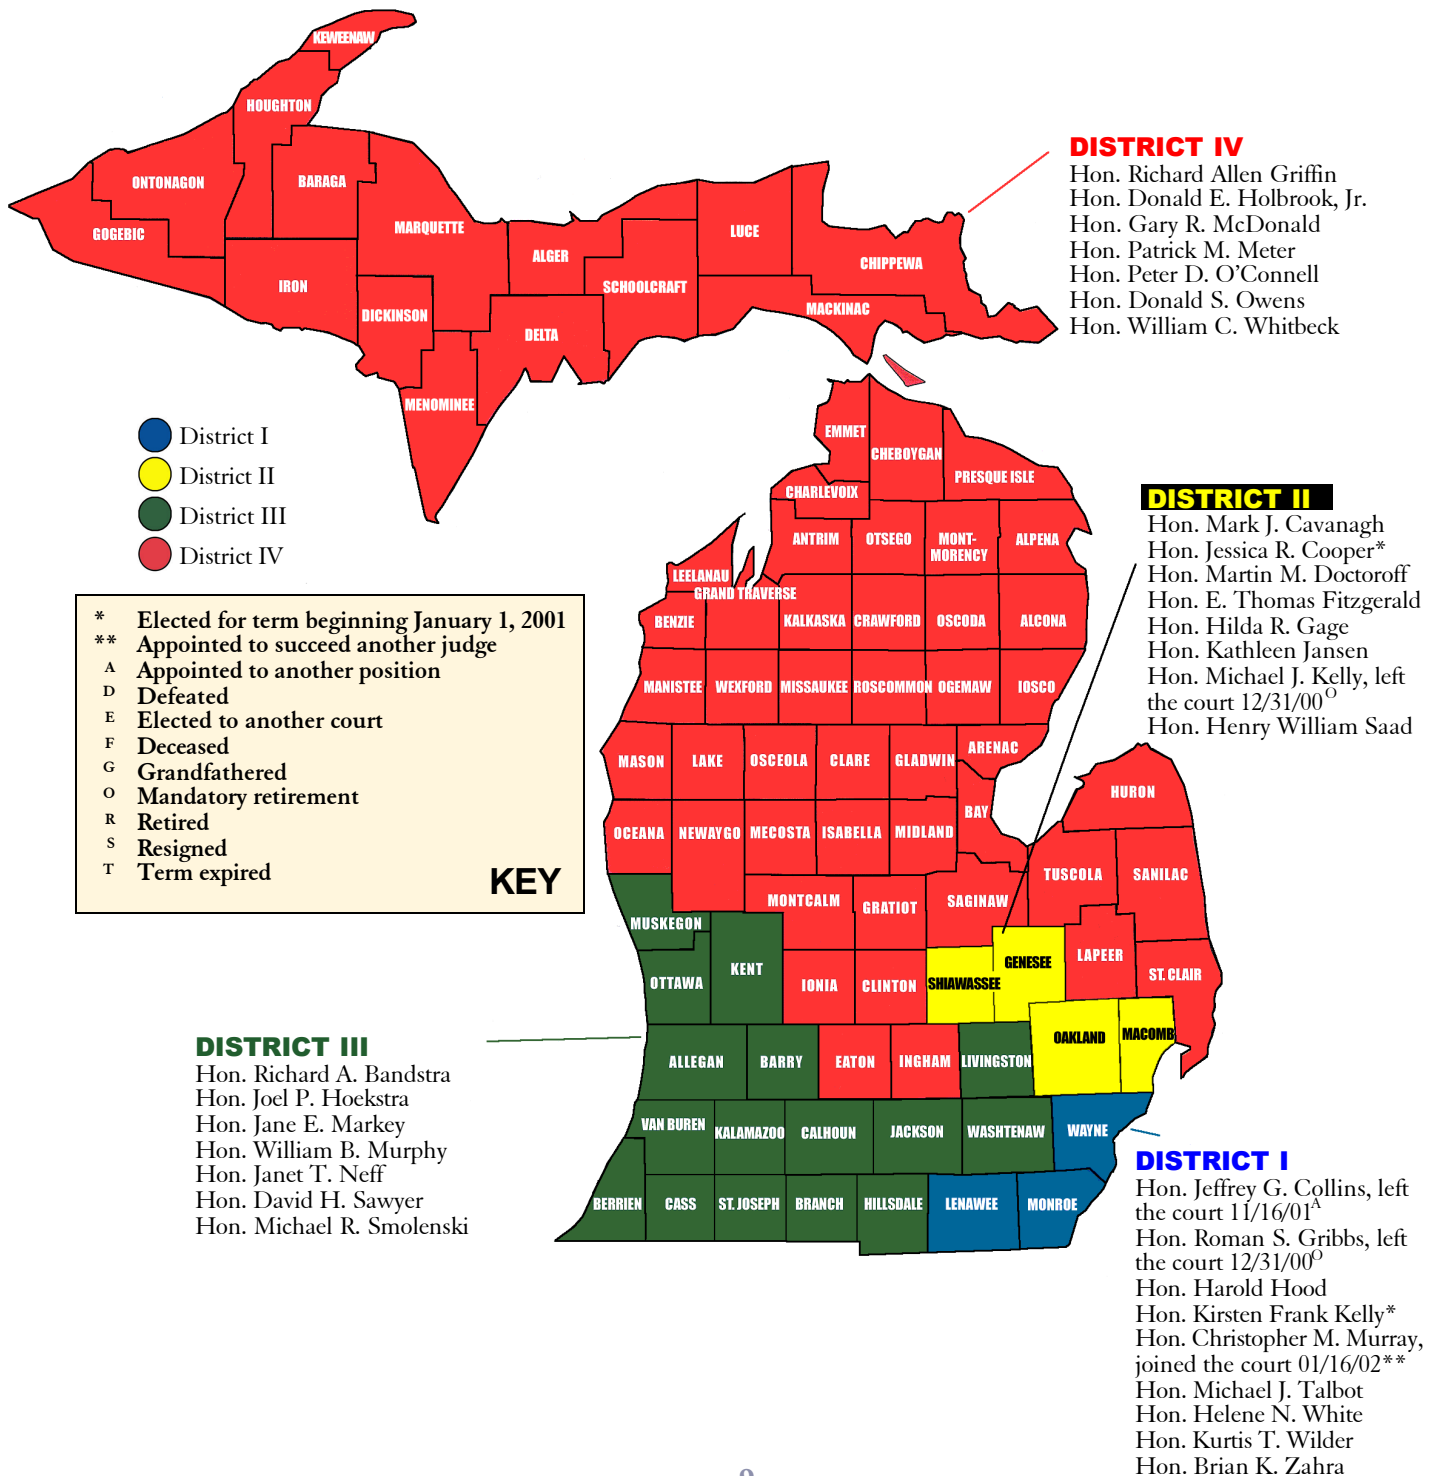 KEWEENAW
HOUGHTON
ONTONAGON
BARAGA
GOGEBIC
MARQUETTE
LUCE
ALGER
CHIPPEWA
IRON
SCHOOLCRAFT
DICKINSON
MACKINAC
DELTA
MENOMINEE
DISTRICT IV
Hon. Richard Allen Griffin
Hon. Donald E. Holbrook, Jr.
Hon. Gary R. McDonald
Hon. Patrick M. Meter
Hon. Peter D. O'Connell
Hon. Donald S. Owens
Hon. William C. Whitbeck
District I
District II
District III
District IV
* Elected for term beginning January 1, 2001
** Appointed to succeed another judge
A Appointed to another position
D Defeated
E Elected to another court
F Deceased
G Grandfathered
O Mandatory retirement
R Retired
S Resigned
T Term expired
KEY
EMMET
CHEBOYGAN
PRESQUE ISLE
CHARLEVOIX
ANTRIM
OTSEGO
MONT-
MORENCY
ALPENA
LEELANAU
GRAND TRAVERSE
BENZIE
KALKASKA
CRAWFORD
OSCODA
ALCONA
MANISTEE
WEXFORD
MISSAUKEE
ROSCOMMON
OGEMAW
IOSCO
MASON
LAKE
OSCEOLA
CLARE
GLADWIN
ARENAC
HURON
BAY
OCEANA
NEWAYGO
MECOSTA
ISABELLA
MIDLAND
TUSCOLA
SANILAC
MONTCALM
GRATIOT
SAGINAW
MUSKEGON
KENT
OTTAWA
IONIA
CLINTON
SHIAWASSEE
GENESEE
LAPEER
ST. CLAIR
OAKLAND
MACOMB
ALLEGAN
BARRY
EATON
INGHAM
LIVINGSTON
VAN BUREN
KALAMAZOO
CALHOUN
JACKSON
WASHTENAW
WAYNE
BERRIEN
CASS
ST. JOSEPH
BRANCH
HILLSDALE
LENAWEE
MONROE
DISTRICT II
Hon. Mark J. Cavanagh
Hon. Jessica R. Cooper*
Hon. Martin M. Doctoroff
Hon. E. Thomas Fitzgerald
Hon. Hilda R. Gage
Hon. Kathleen Jansen
Hon. Michael J. Kelly, left
the court 12/31/00O
Hon. Henry William Saad
DISTRICT III
Hon. Richard A. Bandstra
Hon. Joel P. Hoekstra
Hon. Jane E. Markey
Hon. William B. Murphy
Hon. Janet T. Neff
Hon. David H. Sawyer
Hon. Michael R. Smolenski
DISTRICT I
Hon. Jeffrey G. Collins, left
the court 11/16/01A
Hon. Roman S. Gribbs, left
the court 12/31/00O
Hon. Harold Hood
Hon. Kirsten Frank Kelly*
Hon. Christopher M. Murray,
joined the court 01/16/02**
Hon. Michael J. Talbot
Hon. Helene N. White
Hon. Kurtis T. Wilder
Hon. Brian K. Zahra